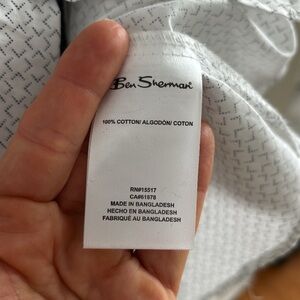 Ben Sherman
100% COTTON/ ALGODÓN/ COTON
RN#15517
CA#61878
MADE IN BANGLADESH
HECHO EN BANGLADESH
FABRIQUÉ AU BANGLADESH